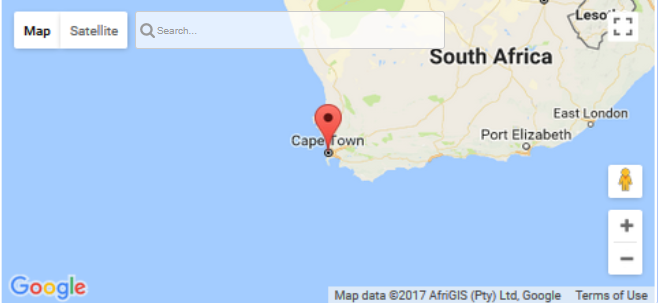 Map Satellite Search...
Lesot
South Africa
East London
Port Elizabeth
Cape Town
Google
Map data ©2017 AfriGIS (Pty) Ltd, Google Terms of Use